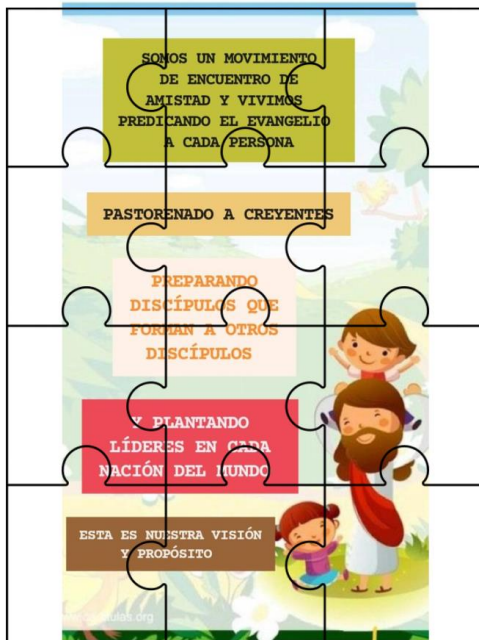 SOMOS UN MOVIMIENTO
DE ENCUENTRO DE
AMISTAD Y VIVIMOS
PREDICANDO EL EVANGELIO
A CADA PERSONA
PASTORENADO A CREYENTES
PREPARANDO
DISCÍPULOS QUE
FORMAN A OTROS
DISCÍPULOS
Y PLANTANDO
LÍDERES EN CADA
NACIÓN DEL MUNDO
ESTA ES NUESTRA VISIÓN
Y PROPÓSITO